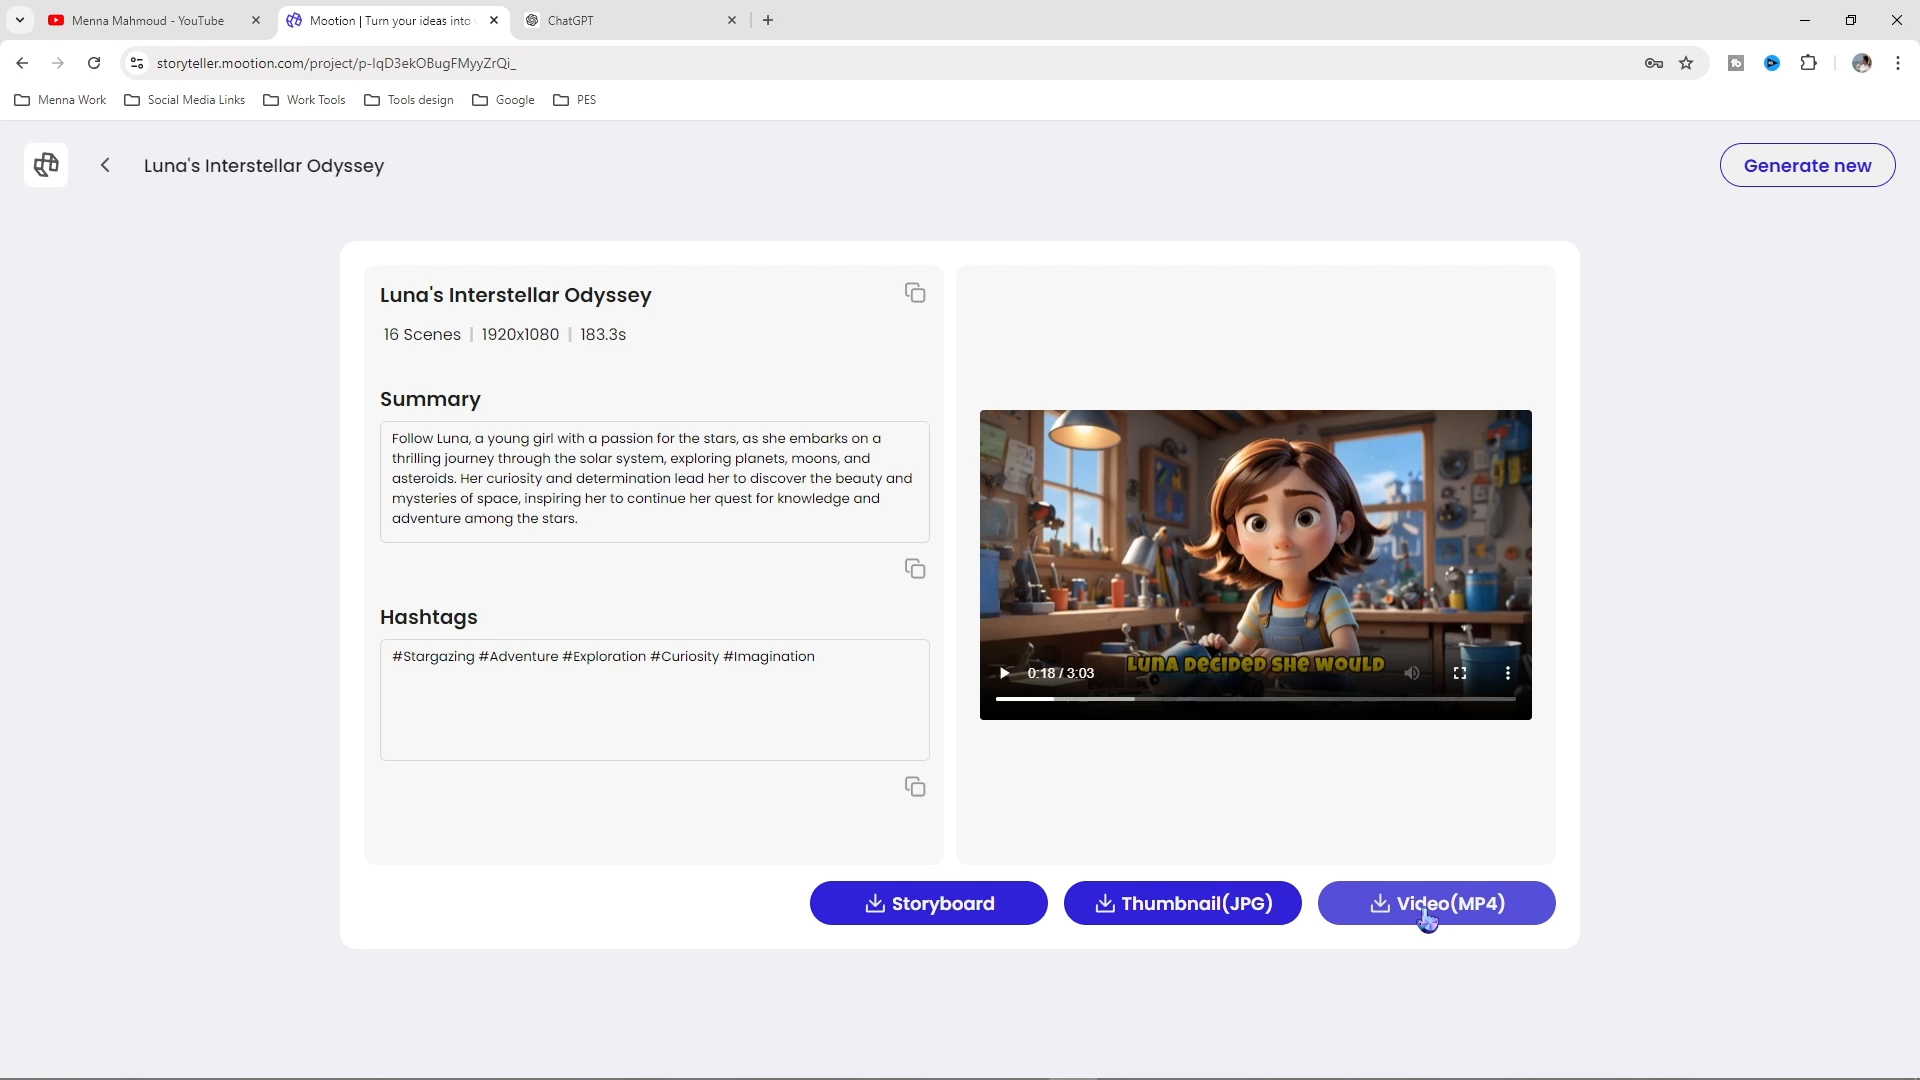 Menna Mahmoud - YouTube
Mootion | Turn your ideas into
ChatGPT
storyteller.mootion.com/project/p-IqD3ekOBugFMyyZrQi_
Menna Work
Social Media Links
Work Tools
Tools design
Google
PES
Luna's Interstellar Odyssey
Generate new
Luna's Interstellar Odyssey
16 Scenes | 1920x1080 | 183.3s
Summary
Follow Luna, a young girl with a passion for the stars, as she embarks on a
thrilling journey through the solar system, exploring planets, moons, and
asteroids. Her curiosity and determination lead her to discover the beauty and
mysteries of space, inspiring her to continue her quest for knowledge and
adventure among the stars.
Hashtags
#Stargazing #Adventure #Exploration #Curiosity #Imagination
LUNA DECIDED SHE WOULD
0:18 / 3:03
Storyboard
Thumbnail(JPG)
Video(MP4)